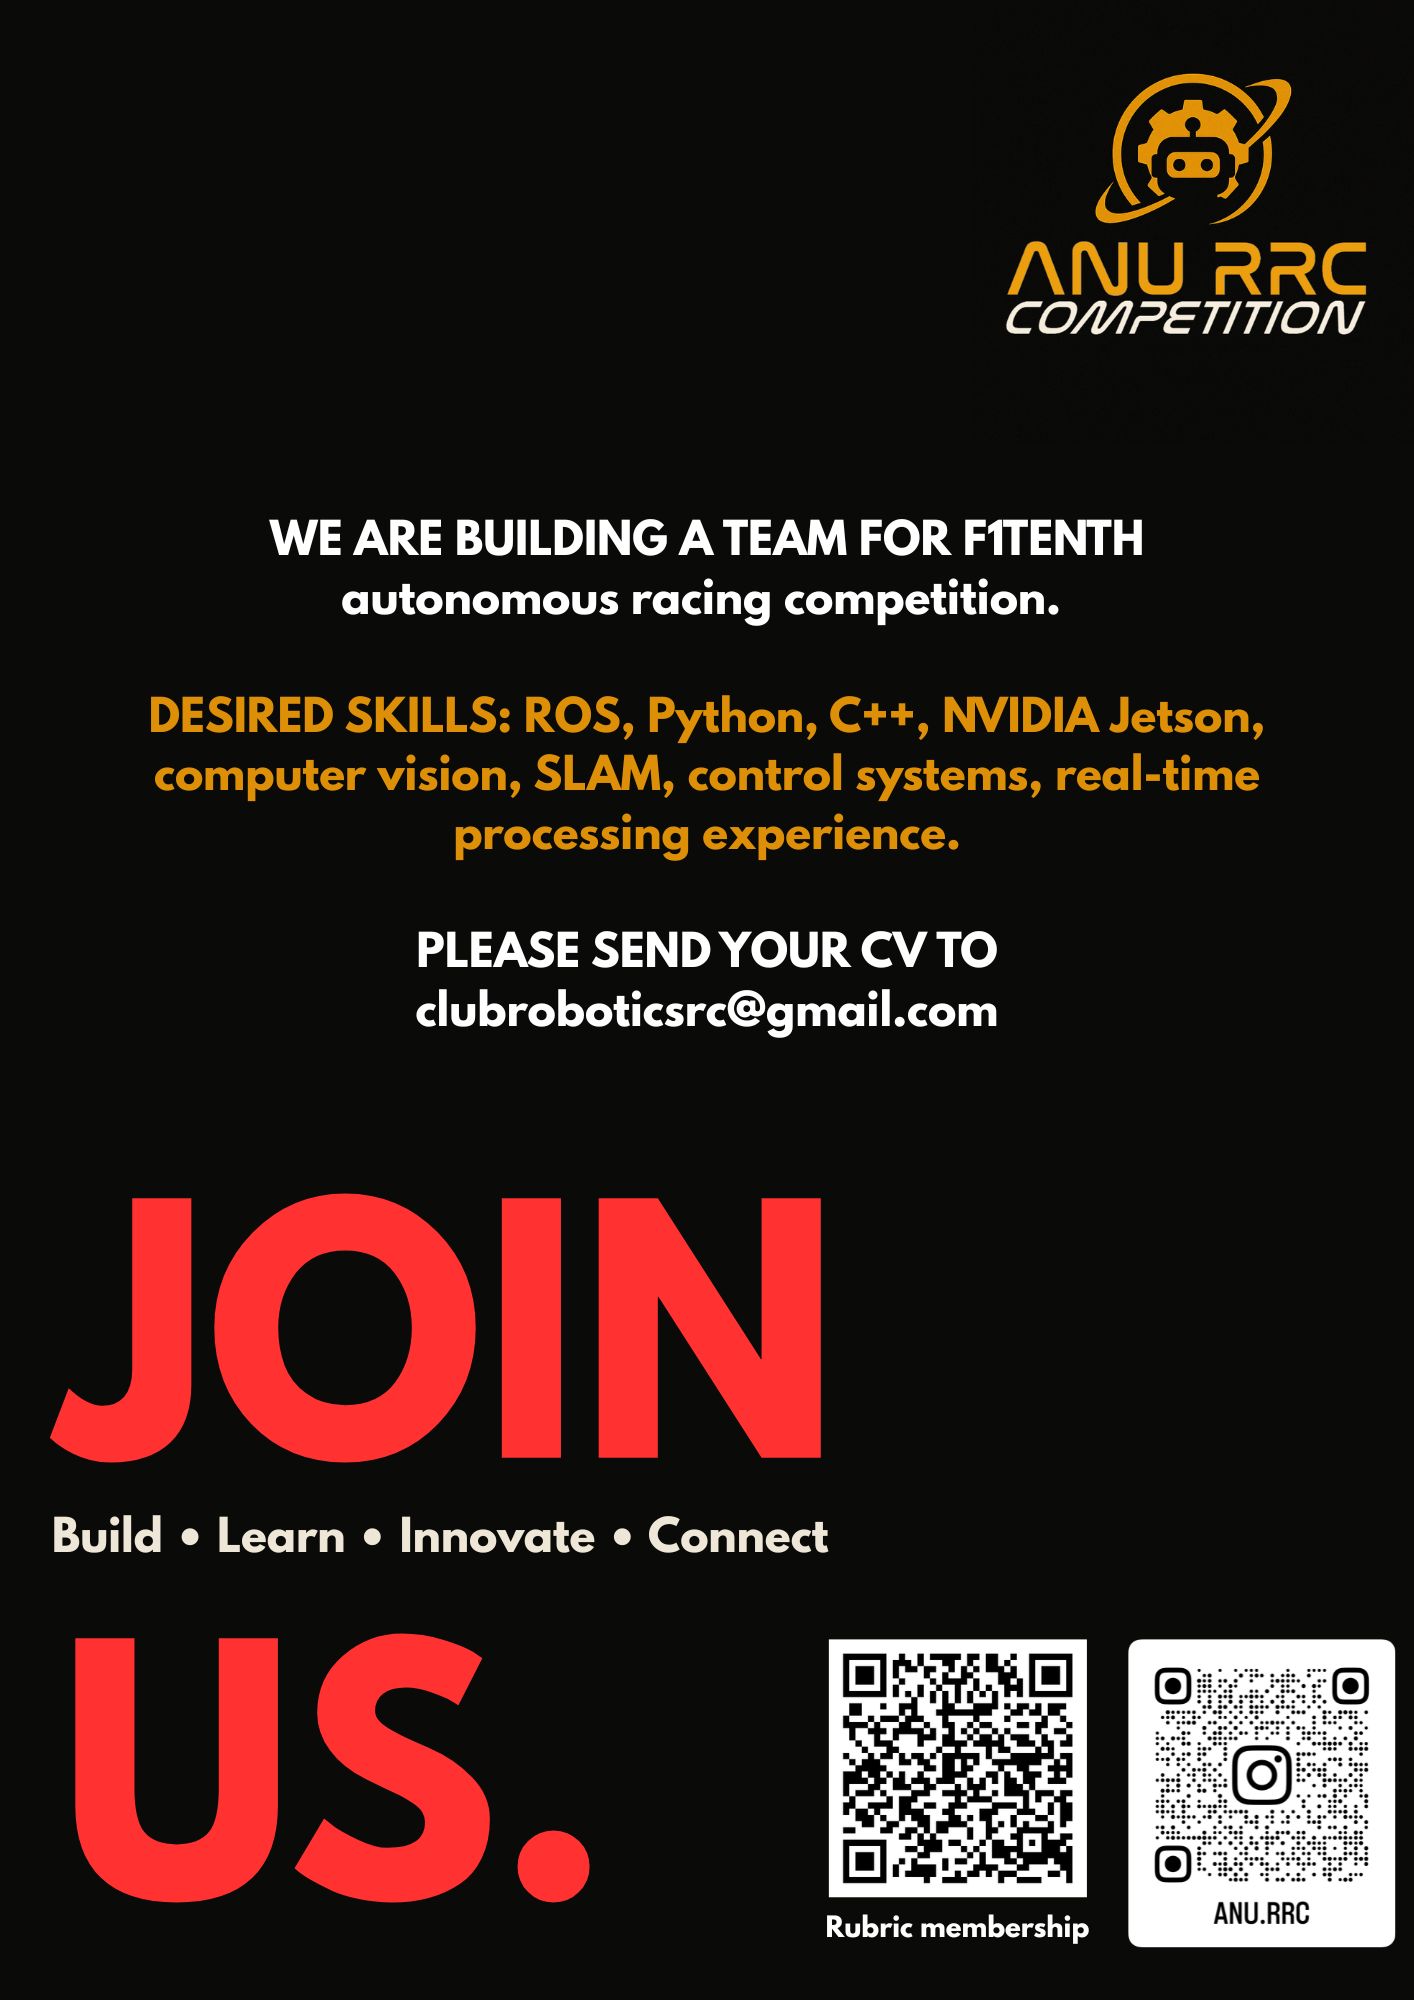 ANU RRC
COMPETITION
WE ARE BUILDING A TEAM FOR F1TENTH
autonomous racing competition.
DESIRED SKILLS: ROS, Python, C++, NVIDIA Jetson,
computer vision, SLAM, control systems, real-time
processing experience.
PLEASE SEND YOUR CV TO
clubroboticsrc@gmail.com
JOIN
Build • Learn • Innovate • Connect
US.
Rubric membership
ANU.RRC